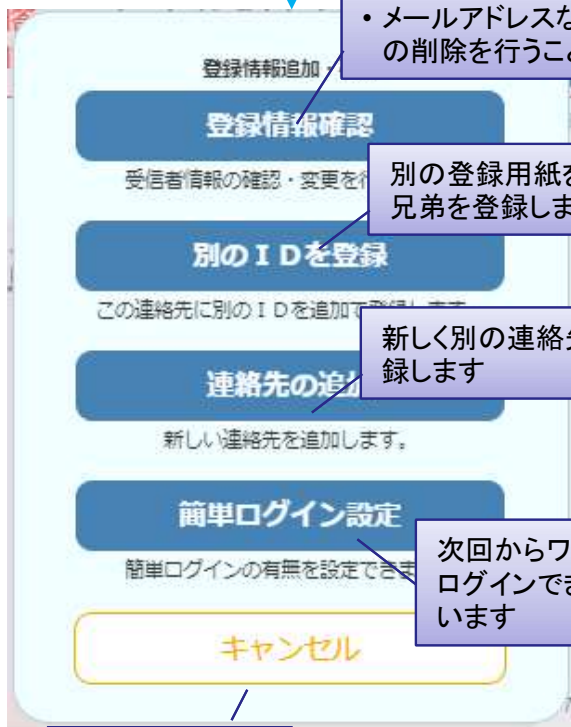 ・メールアドレスな
の削除を行うこ
登録情報追加・
登録情報確認
受信者情報の確認・変更を行
別の登録用紙を
兄弟を登録しま
別のＩＤを登録
この連絡先に別のＩＤを追加で登録します
新しく別の連絡先
録します
連絡先の追加
新しい連絡先を追加します。
簡単ログイン設定
次回からワ
ログインでき
います
簡単ログインの有無を設定できま
キャンセル